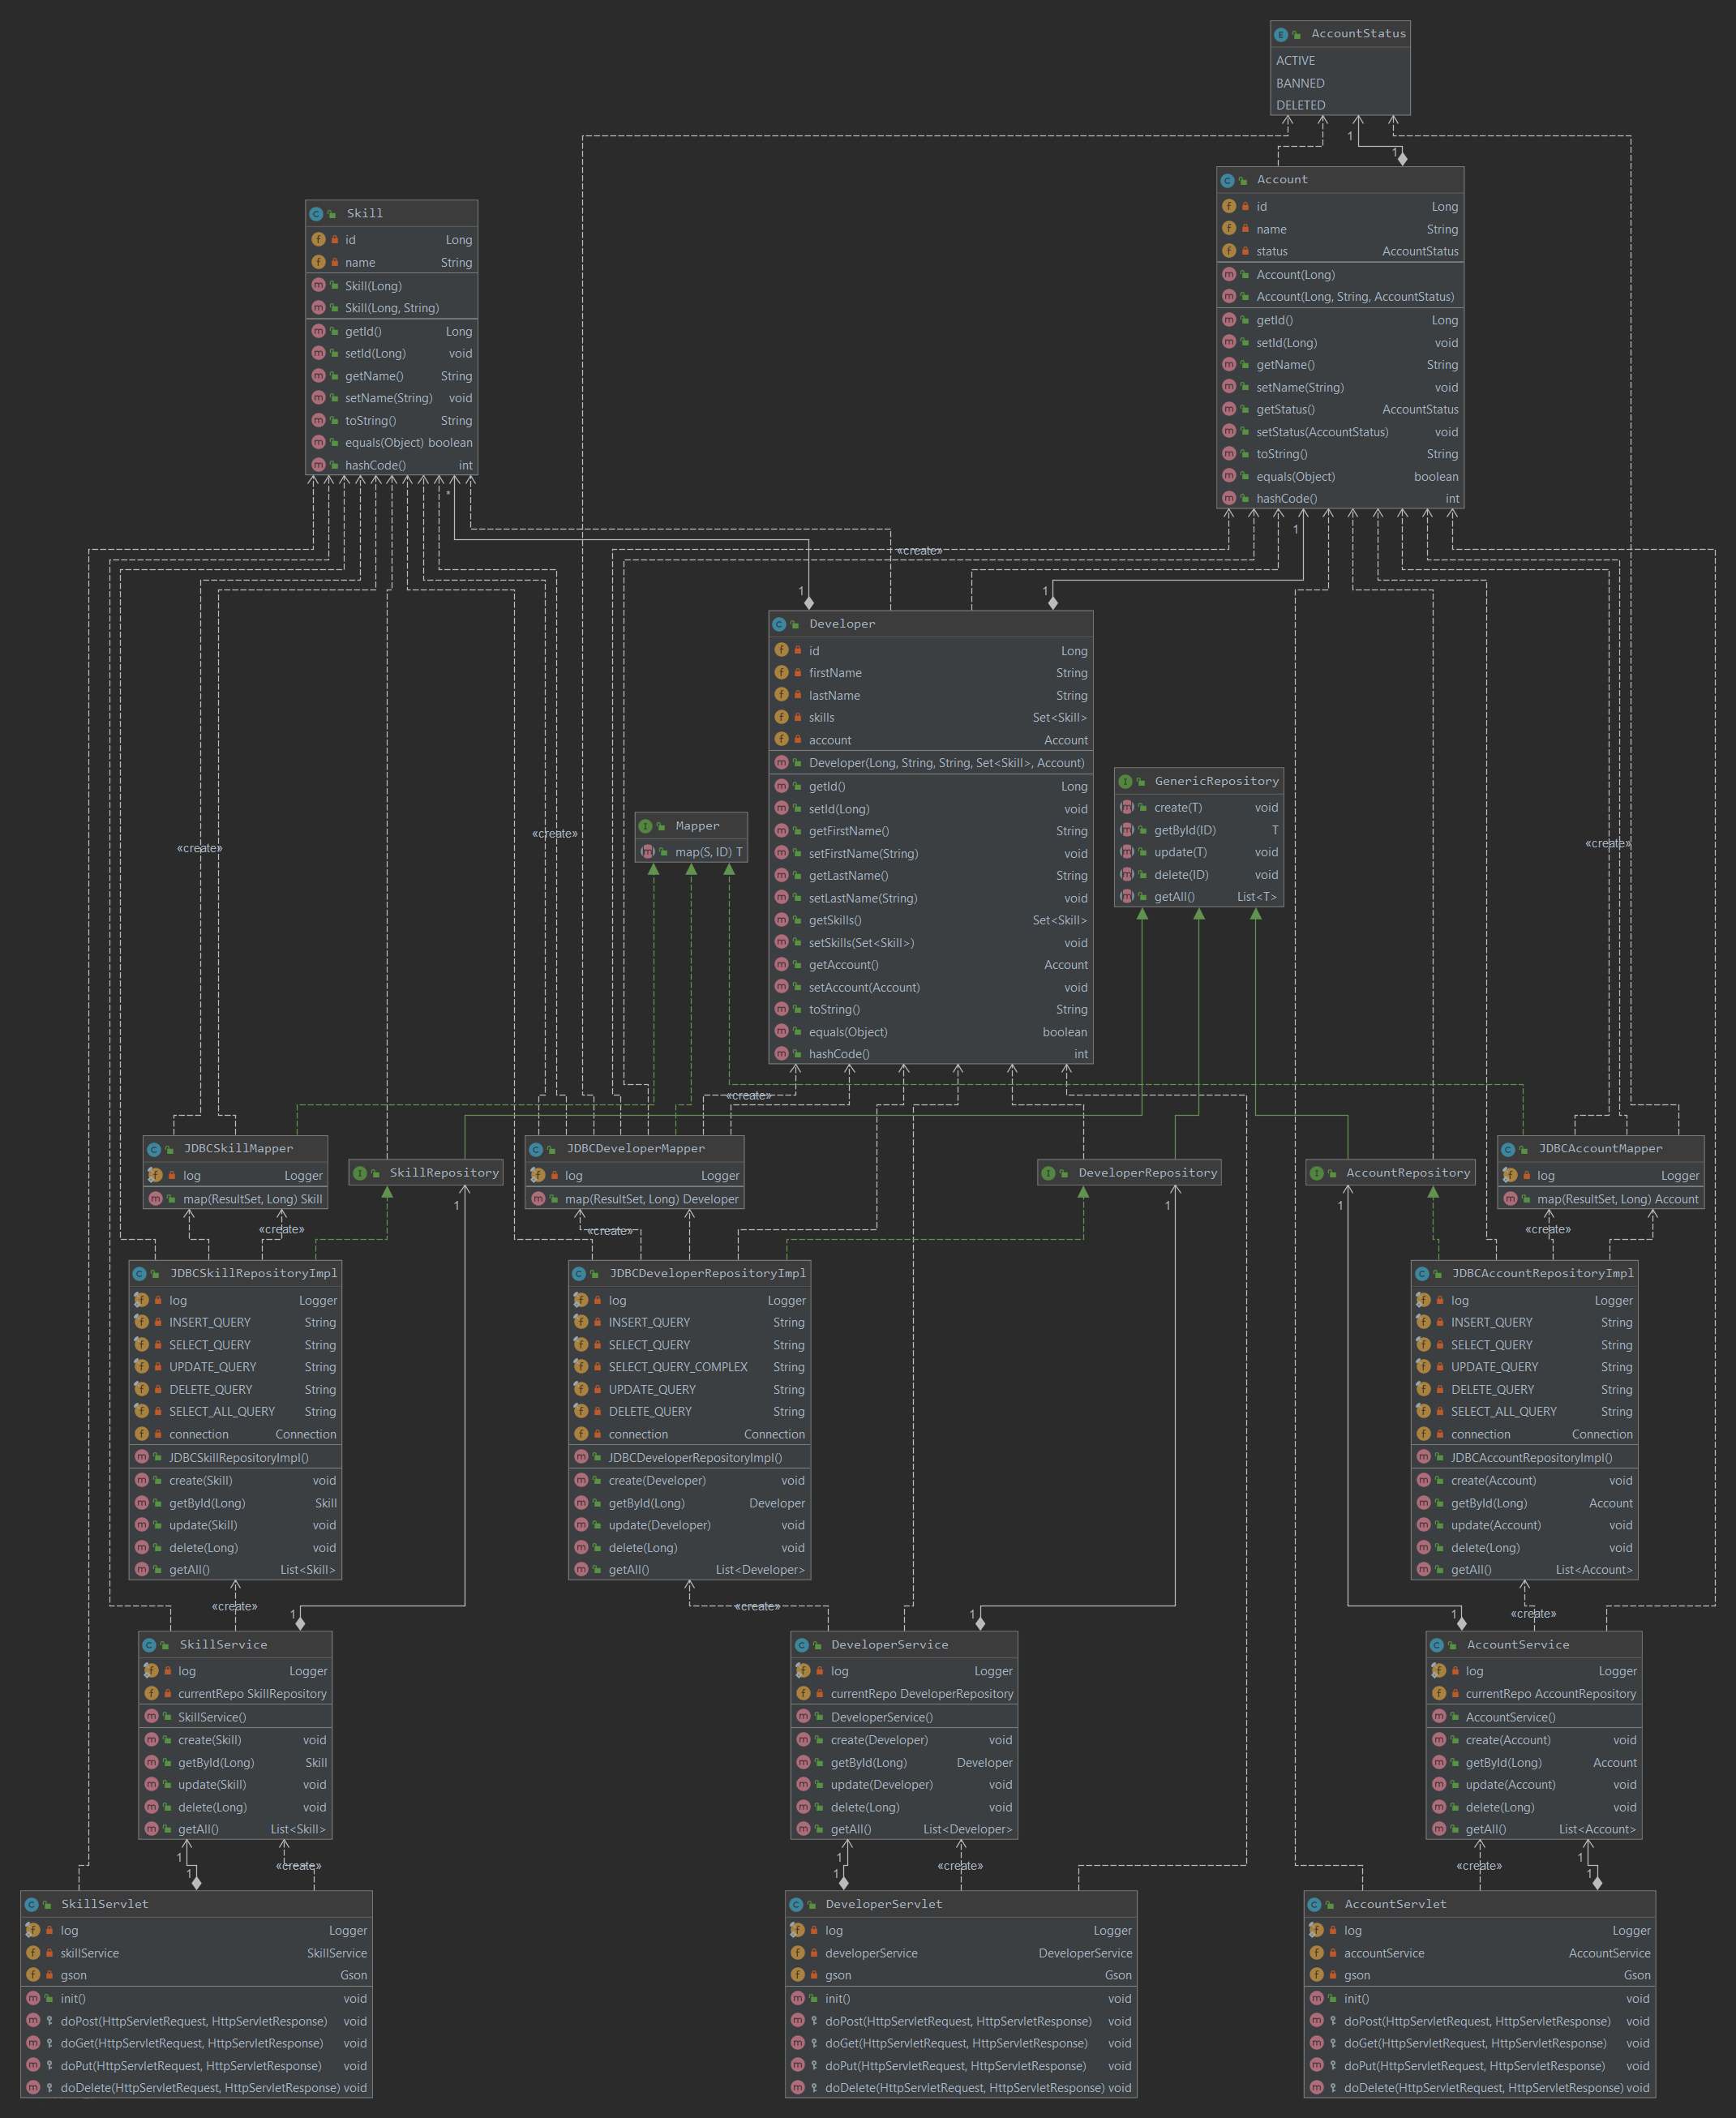 AccountStatus
ACTIVE
BANNED
DELETED
1
1
Account
id Long
name String
status AccountStatus
Account(Long)
Account(Long, String, AccountStatus)
getId() Long
setId(Long) void
getName() String
setName(String) void
getStatus() AccountStatus
setStatus(AccountStatus) void
toString() String
equals(Object) boolean
hashCode() int
Skill
id Long
name String
Skill(Long)
Skill(Long, String)
getId() Long
setId(Long) void
getName() String
setName(String) void
toString() String
equals(Object) boolean
hashCode() int
*
1
«create»
1
1
Developer
id Long
firstName String
lastName String
skills Set<Skill>
account Account
Developer(Long, String, String, Set<Skill>, Account)
getId() Long
setId(Long) void
getFirstName() String
setFirstName(String) void
getLastName() String
setLastName(String) void
getSkills() Set<Skill>
setSkills(Set<Skill>) void
getAccount() Account
setAccount(Account) void
toString() String
equals(Object) boolean
hashCode() int
GenericRepository
create(T) void
getById(ID) T
update(T) void
delete(ID) void
getAll() List<T>
Mapper
map(S, ID) T
«create»
«create»
«create»
«create»
JDBCSkillMapper
log Logger
map(ResultSet, Long) Skill
SkillRepository
1
JDBCDeveloperMapper
log Logger
map(ResultSet, Long) Developer
DeveloperRepository
1
AccountRepository
1
JDBCAccountMapper
log Logger
map(ResultSet, Long) Account
«create»
«create»
«create»
JDBCSkillRepositoryImpl
log Logger
INSERT_QUERY String
SELECT_QUERY String
UPDATE_QUERY String
DELETE_QUERY String
SELECT_ALL_QUERY String
connection Connection
JDBCSkillRepositoryImpl()
create(Skill) void
getById(Long) Skill
update(Skill) void
delete(Long) void
getAll() List<Skill>
JDBCDeveloperRepositoryImpl
log Logger
INSERT_QUERY String
SELECT_QUERY String
SELECT_QUERY_COMPLEX String
UPDATE_QUERY String
DELETE_QUERY String
connection Connection
JDBCDeveloperRepositoryImpl()
create(Developer) void
getById(Long) Developer
update(Developer) void
delete(Long) void
getAll() List<Developer>
JDBCAccountRepositoryImpl
log Logger
INSERT_QUERY String
SELECT_QUERY String
UPDATE_QUERY String
DELETE_QUERY String
SELECT_ALL_QUERY String
connection Connection
JDBCAccountRepositoryImpl()
create(Account) void
getById(Long) Account
update(Account) void
delete(Long) void
getAll() List<Account>
«create»
1
«create»
1
1
«create»
SkillService
log Logger
currentRepo SkillRepository
SkillService()
create(Skill) void
getById(Long) Skill
update(Skill) void
delete(Long) void
getAll() List<Skill>
DeveloperService
log Logger
currentRepo DeveloperRepository
DeveloperService()
create(Developer) void
getById(Long) Developer
update(Developer) void
delete(Long) void
getAll() List<Developer>
AccountService
log Logger
currentRepo AccountRepository
AccountService()
create(Account) void
getById(Long) Account
update(Account) void
delete(Long) void
getAll() List<Account>
1
1
«create»
1
1
«create»
«create»
1
1
SkillServlet
log Logger
skillService SkillService
gson Gson
init() void
doPost(HttpServletRequest, HttpServletResponse) void
doGet(HttpServletRequest, HttpServletResponse) void
doPut(HttpServletRequest, HttpServletResponse) void
doDelete(HttpServletRequest, HttpServletResponse) void
DeveloperServlet
log Logger
developerService DeveloperService
gson Gson
init() void
doPost(HttpServletRequest, HttpServletResponse) void
doGet(HttpServletRequest, HttpServletResponse) void
doPut(HttpServletRequest, HttpServletResponse) void
doDelete(HttpServletRequest, HttpServletResponse) void
AccountServlet
log Logger
accountService AccountService
gson Gson
init() void
doPost(HttpServletRequest, HttpServletResponse) void
doGet(HttpServletRequest, HttpServletResponse) void
doPut(HttpServletRequest, HttpServletResponse) void
doDelete(HttpServletRequest, HttpServletResponse) void